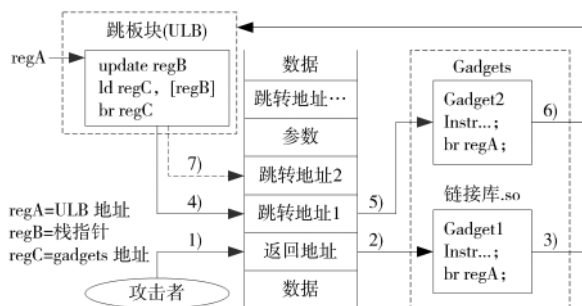 跳板块(ULB)
regA
update regB
ld regC, [regB]
br regC
数据
跳转地址…
参数
跳转地址2
跳转地址1
返回地址
数据
Gadgets
Gadget2
Instr...;
br regA;
链接库.so
Gadget1
Instr...;
br regA;
7)
4)
1)
5)
2)
6)
3)
regA=ULB 地址
regB=栈指针
regC=gadgets 地址
攻击者